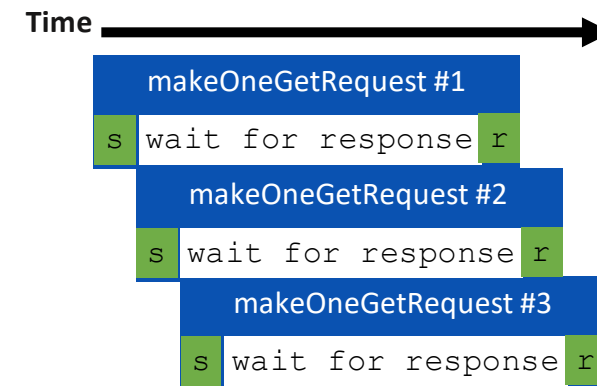 Time
makeOneGetRequest #1
s wait for response r
makeOneGetRequest #2
s wait for response r
makeOneGetRequest #3
s wait for response r